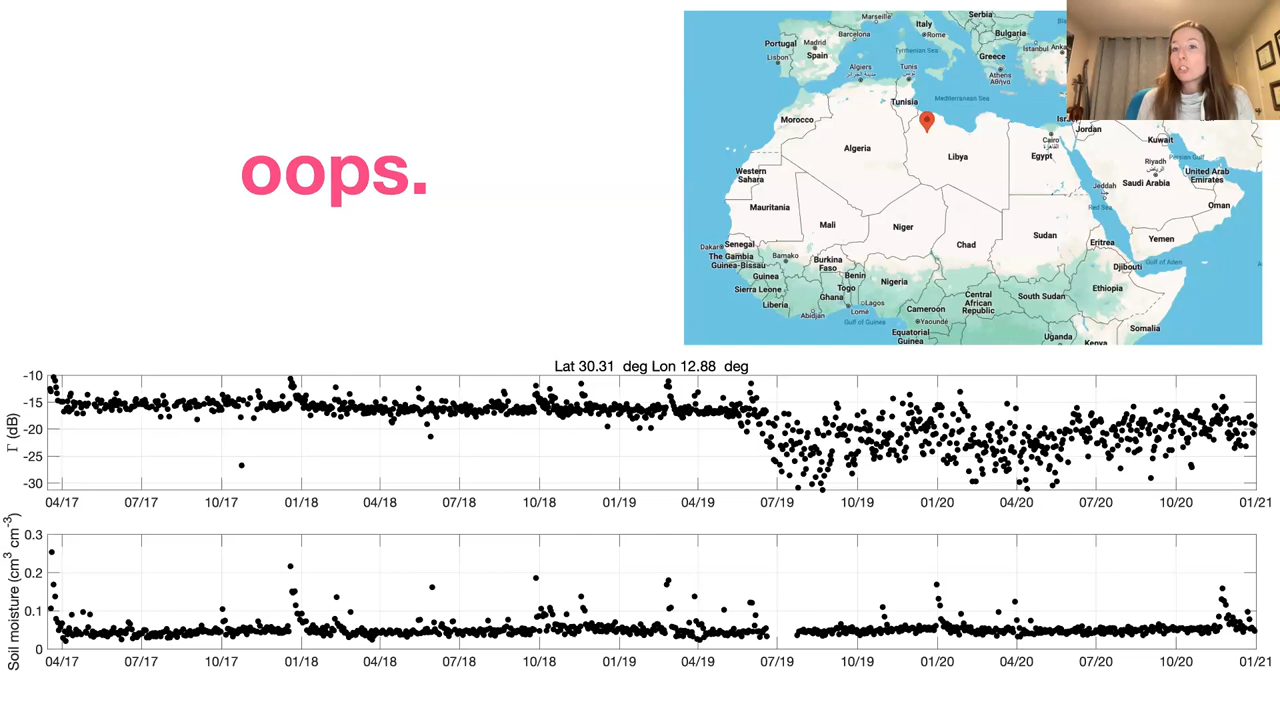 oops.
Marseille
Italy
Serbia
Barcelona
Rome
Bulgaria
Portugal
Madrid
Spain
Tyrrhenian Sea
Istanbul
Anka
Lisbon
Greece
Algiers
مدينة الجزائر
Tunis
تونس
Athens
Αθήνα
Tunisia
Mediterranean Sea
Morocco
Algeria
Libya
Cairo
القاهرة
Egypt
Jordan
Kuwait
Persian Gulf
Western
Sahara
Riyadh
الرياض
Saudi Arabia
United Arab
Emirates
Jeddah
جدة
Red Sea
Oman
Mauritania
Mali
Niger
Chad
Sudan
Eritrea
Yemen
Gulf of Aden
Dakar
Senegal
The Gambia
Guinea-Bissau
Bamako
Burkina
Faso
Djibouti
Guinea
Benin
Nigeria
Ethiopia
Sierra Leone
Togo
Ghana
Lagos
Central
African
Republic
South Sudan
Liberia
Lomé
Cameroon
Abidjan
Gulf of Guinea
Yaoundé
Somalia
Equatorial
Guinea
Uganda
Kenya
Lat 30.31 deg Lon 12.88 deg
Γ (dB)
-10
-15
-20
-25
-30
04/17 07/17 10/17 01/18 04/18 07/18 10/18 01/19 04/19 07/19 10/19 01/20 04/20 07/20 10/20 01/21
Soil moisture (cm³ cm⁻³)
0.3
0.2
0.1
0
04/17 07/17 10/17 01/18 04/18 07/18 10/18 01/19 04/19 07/19 10/19 01/20 04/20 07/20 10/20 01/21